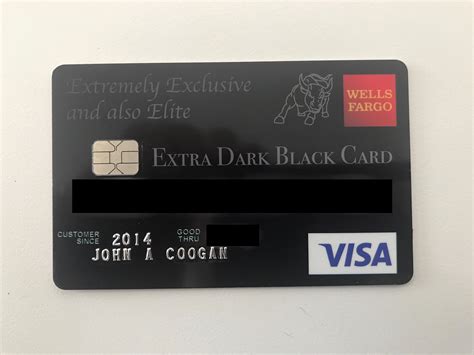 Extremely Exclusive
and also Elite
WELLS
FARGO
EXTRA DARK BLACK CARD
CUSTOMER
SINCE
2014
GOOD
THRU
JOHN A COOGAN
VISA